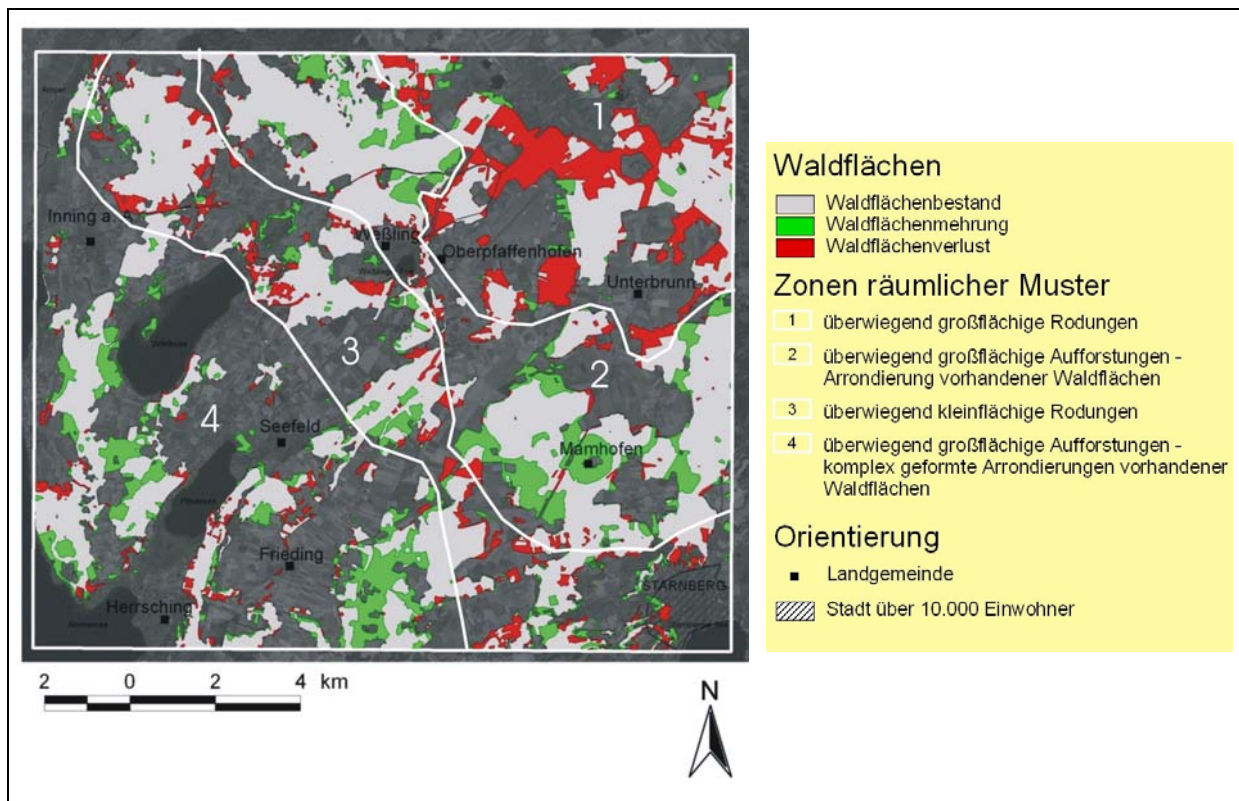 1
Inning a. A.
Weßling
Oberpfaffenhofen
Unterbrunn
3
2
4
Seefeld
Mamhofen
Frieding
STARNBERG
Herrsching
2 0 2 4 km
N
Waldflächen
Waldflächenbestand
Waldflächenmehrung
Waldflächenverlust
Zonen räumlicher Muster
1 überwiegend großflächige Rodungen
2 überwiegend großflächige Aufforstungen -
Arrondierung vorhandener Waldflächen
3 überwiegend kleinflächige Rodungen
4 überwiegend großflächige Aufforstungen -
komplex geformte Arrondierungen vorhandener
Waldflächen
Orientierung
Landgemeinde
Stadt über 10.000 Einwohner